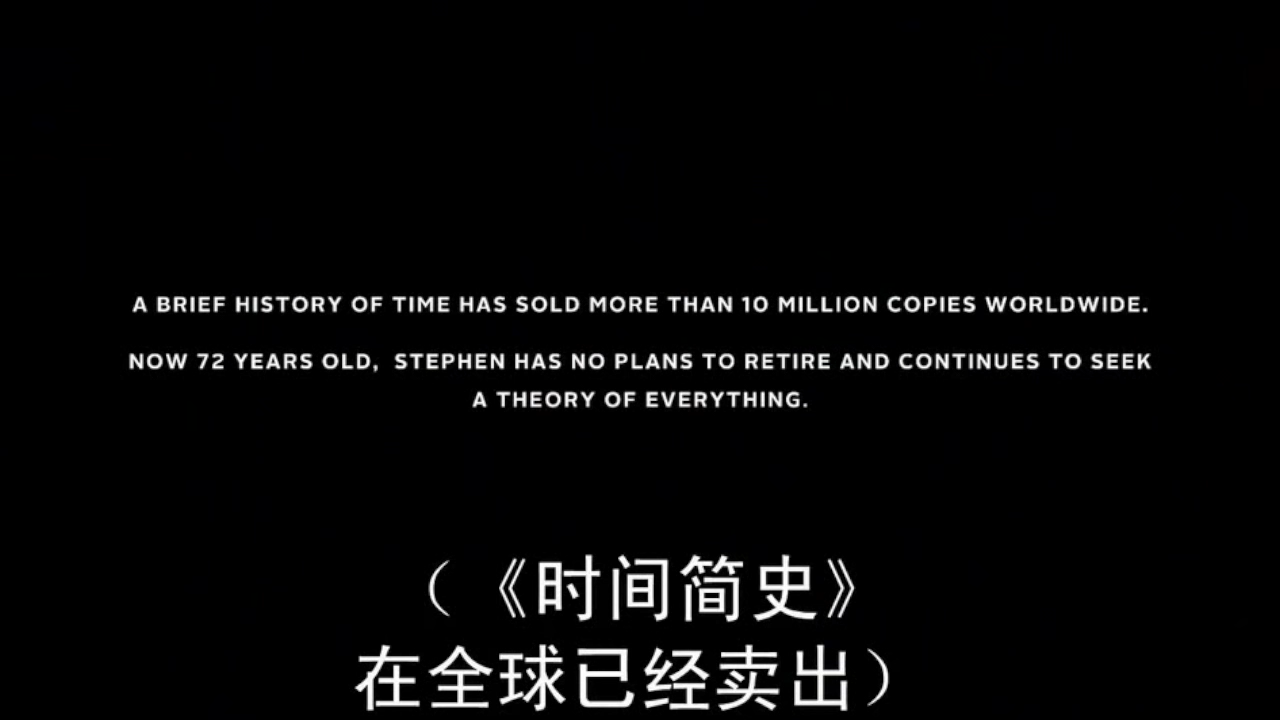 A BRIEF HISTORY OF TIME HAS SOLD MORE THAN 10 MILLION COPIES WORLDWIDE.
NOW 72 YEARS OLD,  STEPHEN HAS NO PLANS TO RETIRE AND CONTINUES TO SEEK
A THEORY OF EVERYTHING.
（《时间简史》
在全球已经卖出）